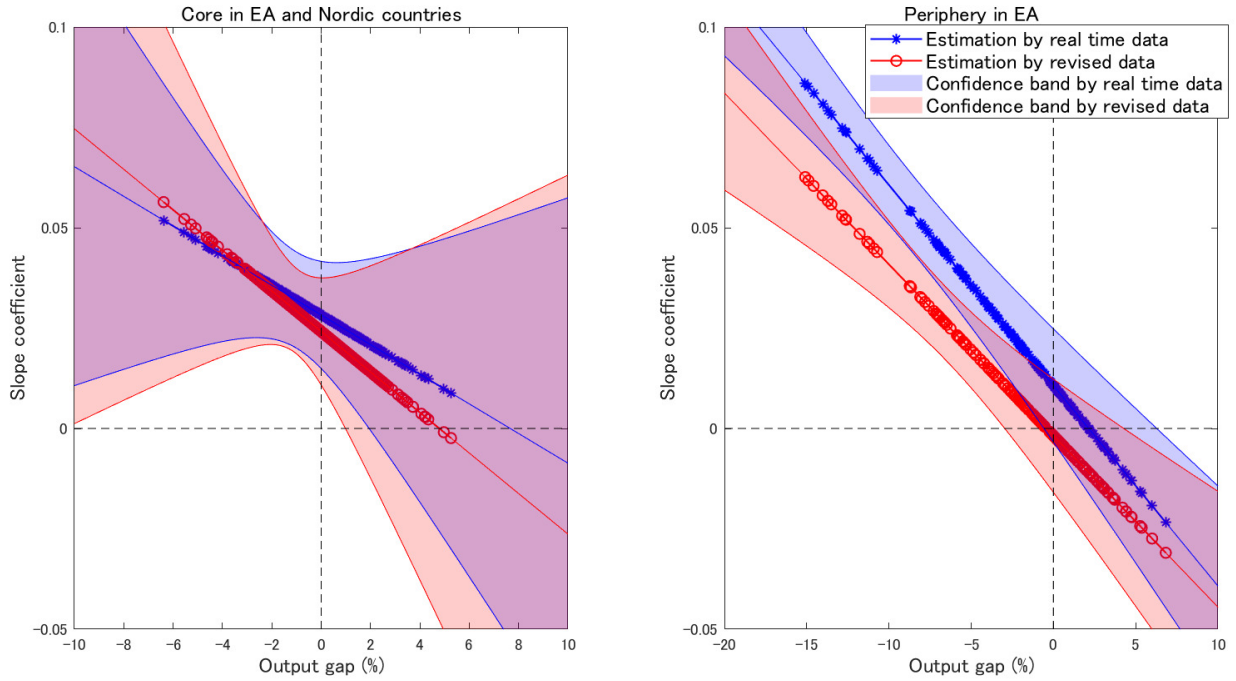 Core in EA and Nordic countries
0.1
0.05
0
-0.05
Slope coefficient
-10 -8 -6 -4 -2 0 2 4 6 8 10
Output gap (%)
Periphery in EA
Estimation by real time data
Estimation by revised data
Confidence band by real time data
Confidence band by revised data
0.1
0.05
0
-0.05
Slope coefficient
-20 -15 -10 -5 0 5 10
Output gap (%)